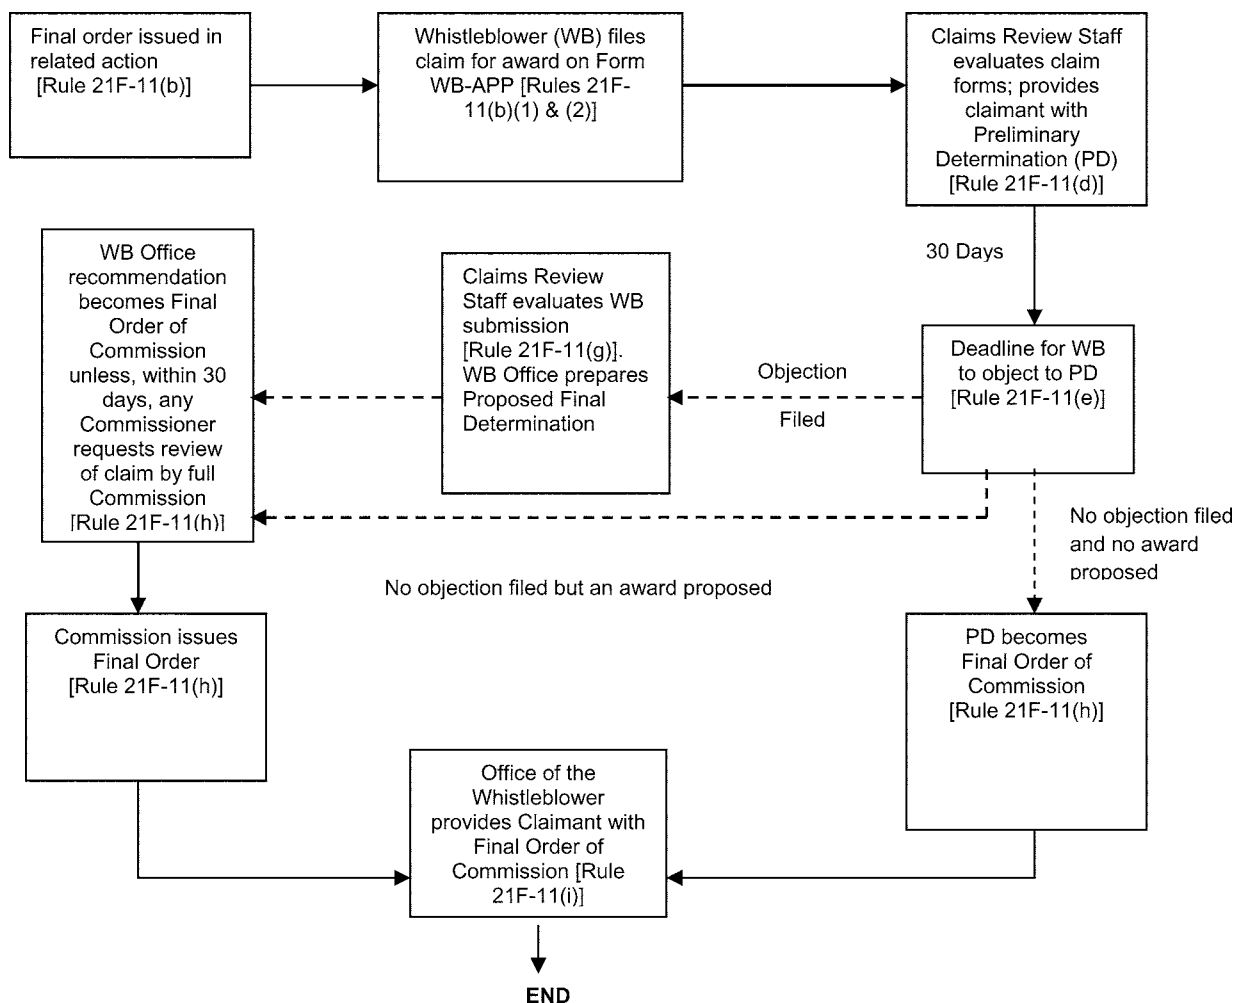 Final order issued in
related action
[Rule 21F-11(b)]
Whistleblower (WB) files
claim for award on Form
WB-APP [Rules 21F-
11(b)(1) & (2)]
Claims Review Staff
evaluates claim
forms; provides
claimant with
Preliminary
Determination (PD)
[Rule 21F-11(d)]
30 Days
WB Office
recommendation
becomes Final
Order of
Commission
unless, within 30
days, any
Commissioner
requests review
of claim by full
Commission
[Rule 21F-11(h)]
Claims Review
Staff evaluates WB
submission
[Rule 21F-11(g)].
WB Office prepares
Proposed Final
Determination
Objection
Filed
Deadline for WB
to object to PD
[Rule 21F-11(e)]
No objection filed
and no award
proposed
No objection filed but an award proposed
Commission issues
Final Order
[Rule 21F-11(h)]
PD becomes
Final Order of
Commission
[Rule 21F-11(h)]
Office of the
Whistleblower
provides Claimant with
Final Order of
Commission [Rule
21F-11(i)]
END